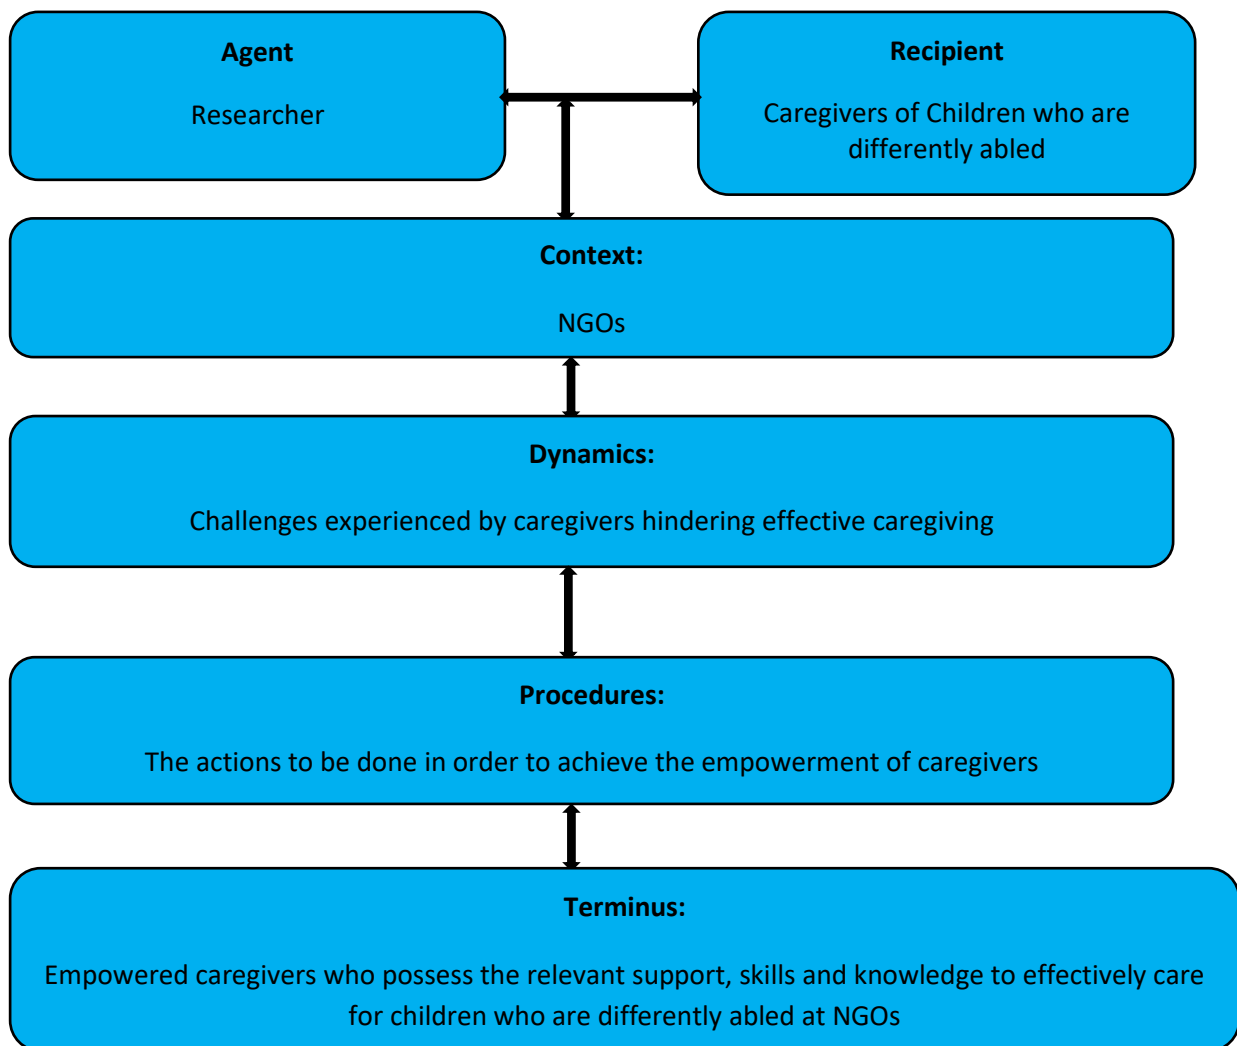 Agent
Researcher
Recipient
Caregivers of Children who are
differently abled
Context:
NGOs
Dynamics:
Challenges experienced by caregivers hindering effective caregiving
Procedures:
The actions to be done in order to achieve the empowerment of caregivers
Terminus:
Empowered caregivers who possess the relevant support, skills and knowledge to effectively care
for children who are differently abled at NGOs